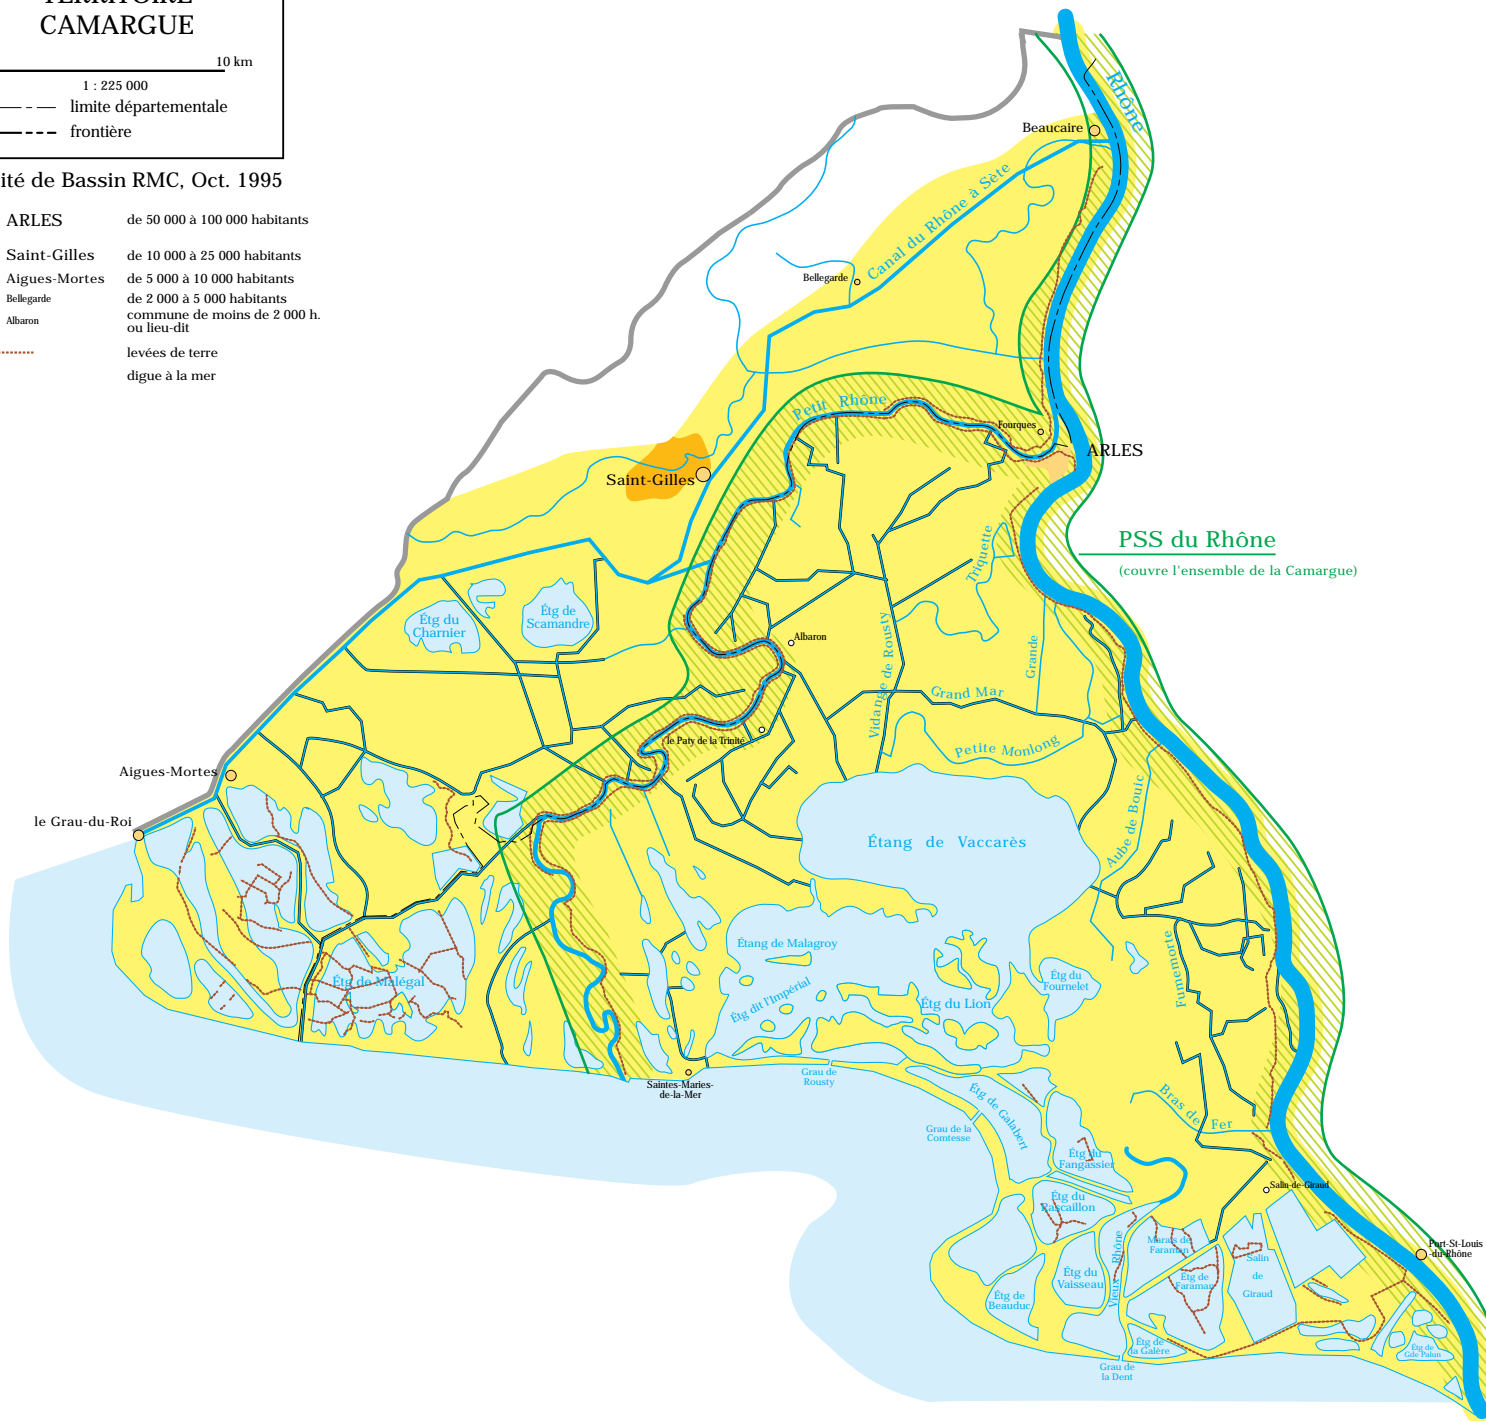 CAMARGUE
10 km
1 : 225 000
limite départementale
frontière
ité de Bassin RMC, Oct. 1995
ARLES de 50 000 à 100 000 habitants
Saint-Gilles de 10 000 à 25 000 habitants
Aigues-Mortes de 5 000 à 10 000 habitants
Bellegarde de 2 000 à 5 000 habitants
Albaron commune de moins de 2 000 h.
ou lieu-dit
levées de terre
digue à la mer
Rhône
Beaucaire
Canal du Rhône à Sète
Bellegarde
Petit Rhône
Fourques
ARLES
Saint-Gilles
PSS du Rhône
(couvre l'ensemble de la Camargue)
Triquette
Étg du
Charnier
Étg de
Scamandre
Albaron
Vidange de Rousty
Grande
Grand Mar
le Paty de la Trinité
Petite Monlong
Aigues-Mortes
le Grau-du-Roi
Étang de Vaccarès
Aube de Bouic
Étang de Malagroy
Étg de Malégal
Étg dit l'Impérial
Étg du Lion
Étg du
Fournelet
Fumemorte
Saintes-Maries-
de-la-Mer
Grau de
Rousty
Étg de Galabert
Grau de la
Comtesse
Bras de Fer
Étg du
Fangassier
Salin-de-Giraud
Étg du
Rascaillon
Vieux Rhône
Marais de
Faraman
Port-St-Louis
-du-Rhône
Étg du
Vaisseau
Étg de
Faraman
Salin
de
Giraud
Étg de
Beauduc
Étg de
la Galère
Étg de
Gde Palun
Grau de
la Dent